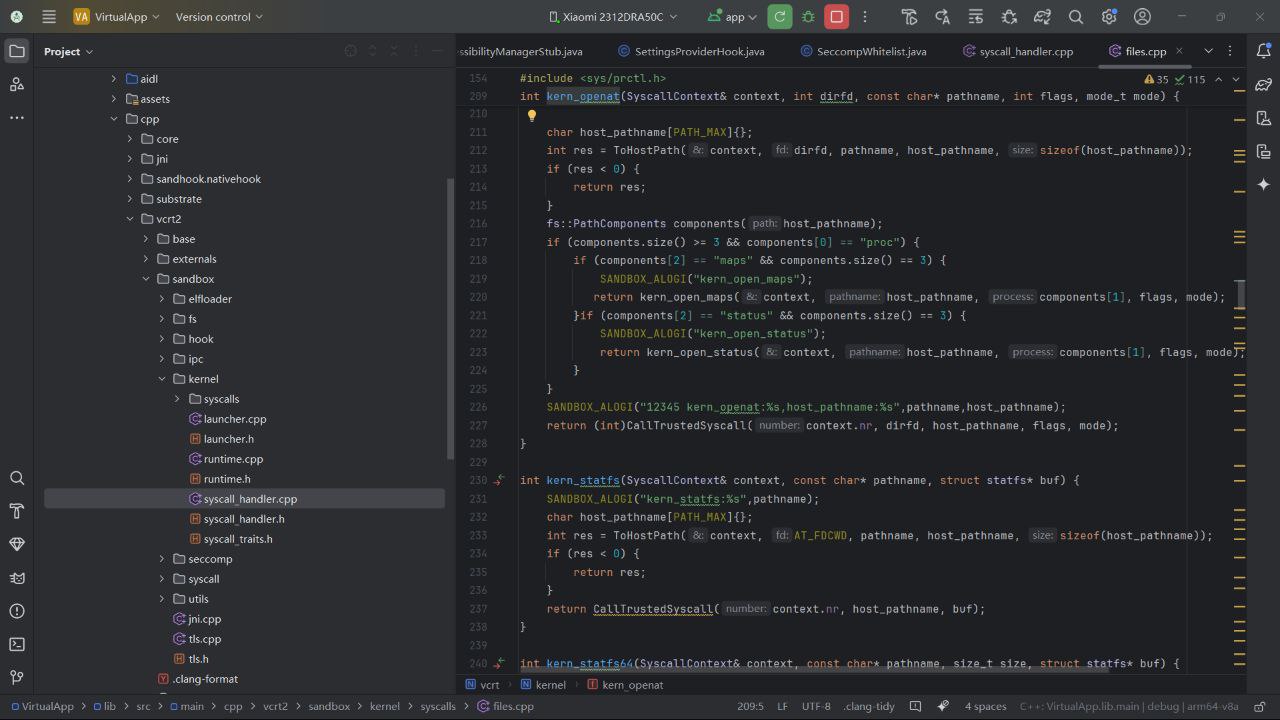 VA VirtualApp Version control Xiaomi 2312DRA50C app
Project
ssibilityManagerStub.java SettingsProviderHook.java SeccompWhitelist.java syscall_handler.cpp files.cpp
35 115
aidl
assets
cpp
core
jni
sandhook.nativehook
substrate
vcrt2
base
externals
sandbox
elfloader
fs
hook
ipc
kernel
syscalls
launcher.cpp
launcher.h
runtime.cpp
runtime.h
syscall_handler.cpp
syscall_handler.h
syscall_traits.h
seccomp
syscall
utils
jni.cpp
tls.cpp
tls.h
.clang-format
154 #include <sys/prctl.h>
209 int kern_openat(SyscallContext& context, int dirfd, const char* pathname, int flags, mode_t mode) {
210
211 char host_pathname[PATH_MAX]{};
212 int res = ToHostPath( &: context, fd: dirfd, pathname, host_pathname, size: sizeof(host_pathname));
213 if (res < 0) {
214 return res;
215 }
216 fs::PathComponents components( path: host_pathname);
217 if (components.size() >= 3 && components[0] == "proc") {
218 if (components[2] == "maps" && components.size() == 3) {
219 SANDBOX_ALOGI("kern_open_maps");
220 return kern_open_maps( &: context, pathname: host_pathname, process: components[1], flags, mode);
221 }if (components[2] == "status" && components.size() == 3) {
222 SANDBOX_ALOGI("kern_open_status");
223 return kern_open_status( &: context, pathname: host_pathname, process: components[1], flags, mode);
224 }
225 }
226 SANDBOX_ALOGI("12345 kern_openat:%s,host_pathname:%s",pathname,host_pathname);
227 return (int)CallTrustedSyscall( number: context.nr, dirfd, host_pathname, flags, mode);
228 }
229
230 int kern_statfs(SyscallContext& context, const char* pathname, struct statfs* buf) {
231 SANDBOX_ALOGI("kern_statfs:%s",pathname);
232 char host_pathname[PATH_MAX]{};
233 int res = ToHostPath( &: context, fd: AT_FDCWD, pathname, host_pathname, size: sizeof(host_pathname));
234 if (res < 0) {
235 return res;
236 }
237 return CallTrustedSyscall( number: context.nr, host_pathname, buf);
238 }
239
240 int kern_statfs64(SyscallContext& context, const char* pathname, size_t size, struct statfs* buf) {
vcrt kernel kern_openat
VirtualApp lib src main cpp vcrt2 sandbox kernel syscalls files.cpp 209:5 LF UTF-8 .clang-tidy 4 spaces C++: VirtualApp.lib.main | debug | arm64-v8a